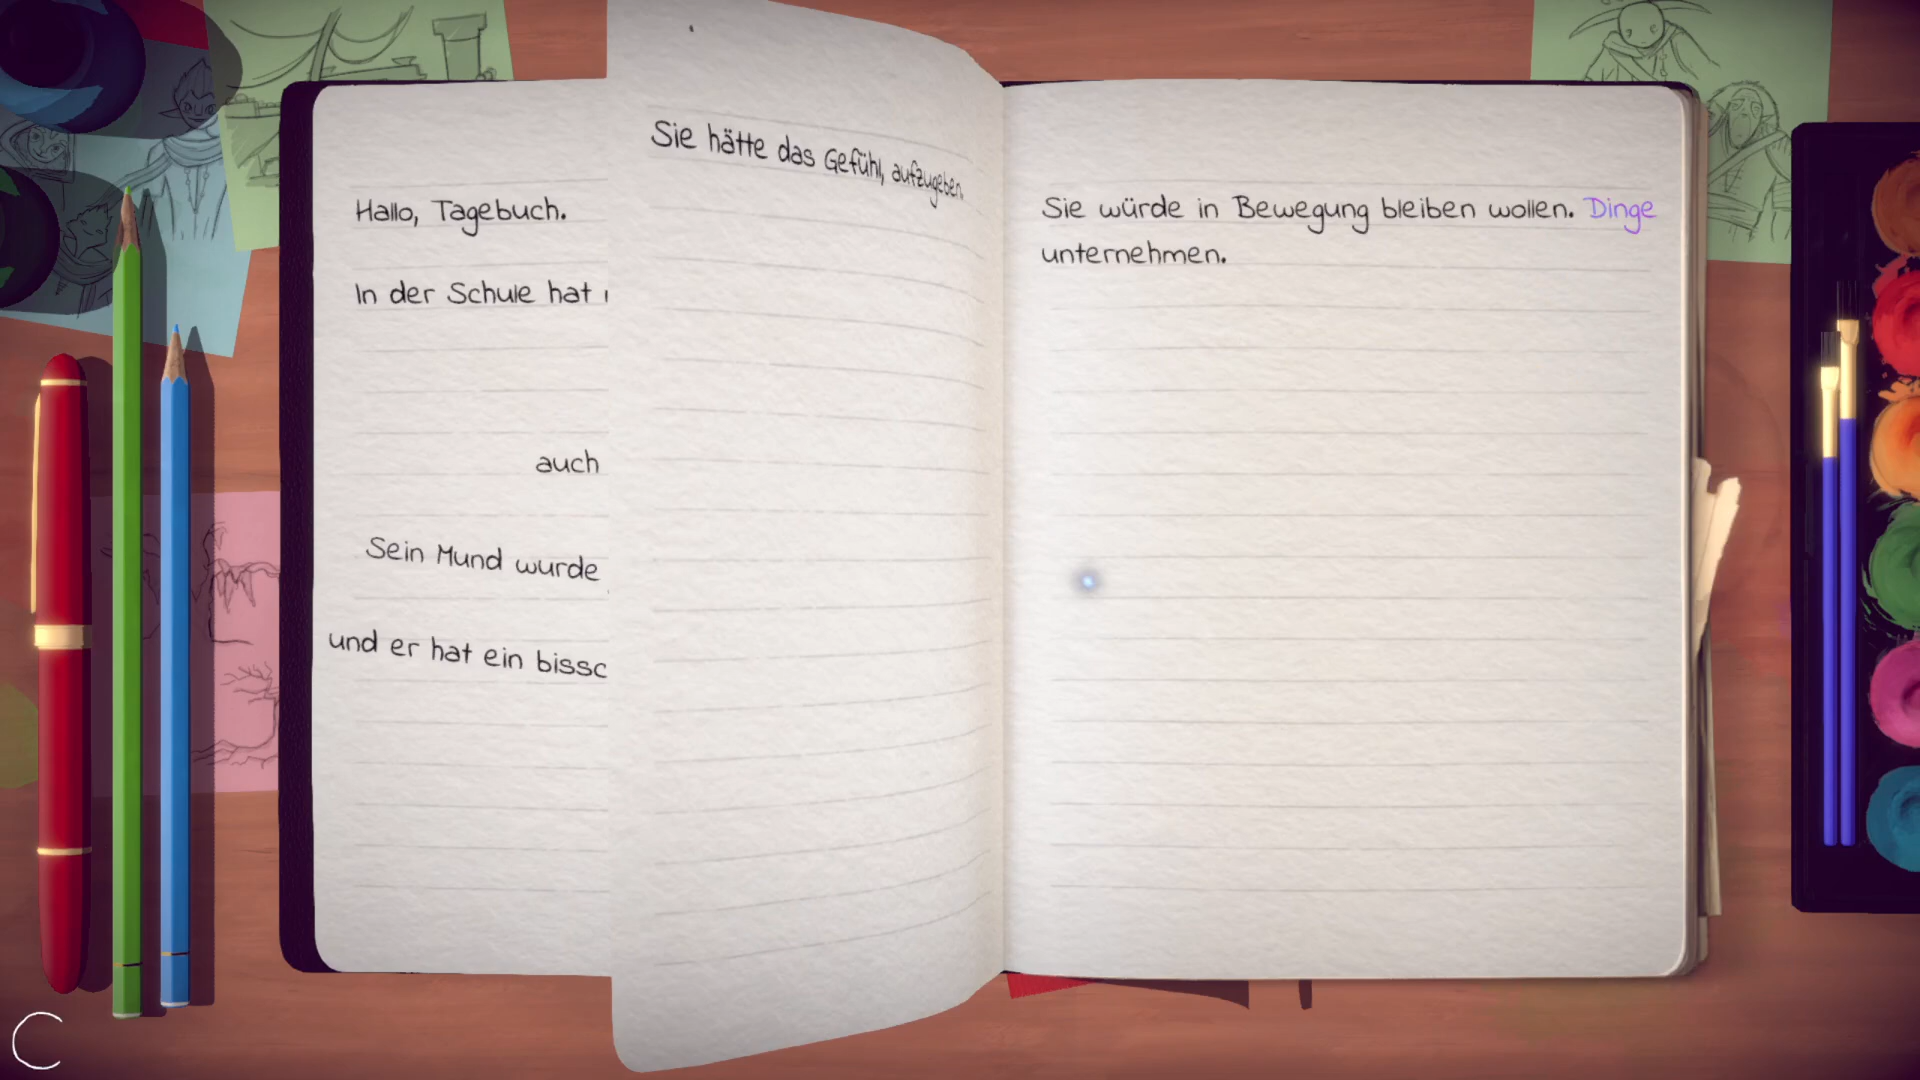 Hallo, Tagebuch.
In der Schule hat
auch
Sein Mund wurde
und er hat ein bissc
Sie hätte das Gefühl, aufzugeben.
Sie würde in Bewegung bleiben wollen. Dinge
unternehmen.